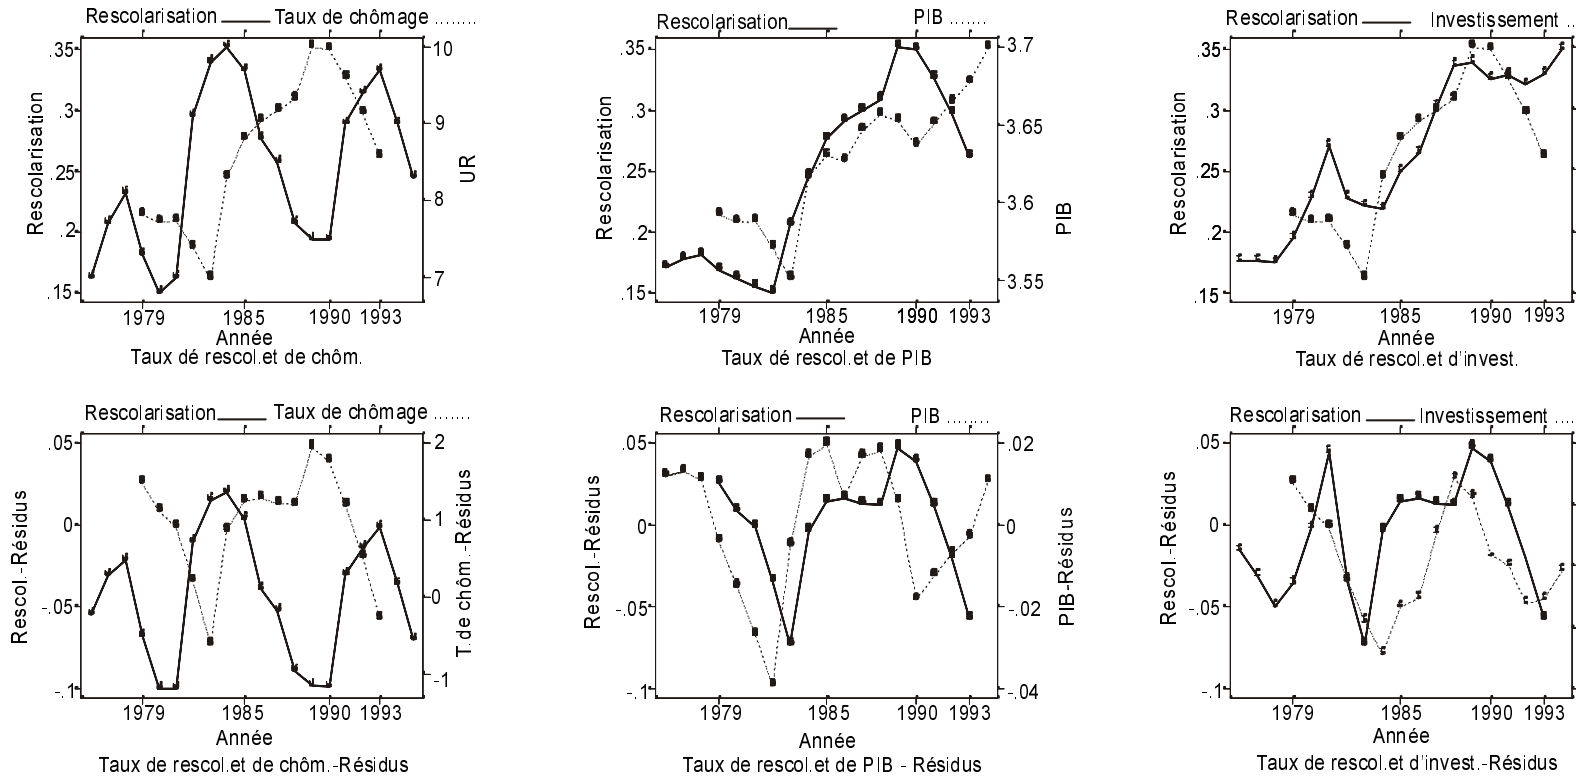 Rescolarisation Taux de chômage ........
.35
.3
.25
.2
.15
10
9
8
7
Rescolarisation
UR
1979 1985 1990 1993
Année
Taux dé rescol.et de chôm.
Rescolarisation PIB .......
.35
.3
.25
.2
.15
3.7
3.65
3.6
3.55
Rescolarisation
PIB
1979 1985 1990 1993
Année
Taux dé rescol.et de PIB
Rescolarisation Investissement ..
.35
.3
.25
.2
.15
Rescolarisation
1979 1985 1990 1993
Année
Taux dé rescol.et d'invest.
Rescolarisation Taux de chômage .......
.05
0
-.05
-.1
2
1
0
-1
Rescol.-Résidus
T.de chôm.-Résidus
1979 1985 1990 1993
Année
Taux de rescol.et de chôm.-Résidus
Rescolarisation PIB .......
.05
0
-.05
-.1
.02
0
-.02
-.04
Rescol.-Résidus
PIB-Résidus
1979 1985 1990 1993
Année
Taux de rescol.et de PIB - Résidus
Rescolarisation Investissement ....
.05
0
-.05
-.1
Rescol.-Résidus
1979 1985 1990 1993
Année
Taux de rescol.et d'invest.-Résidus